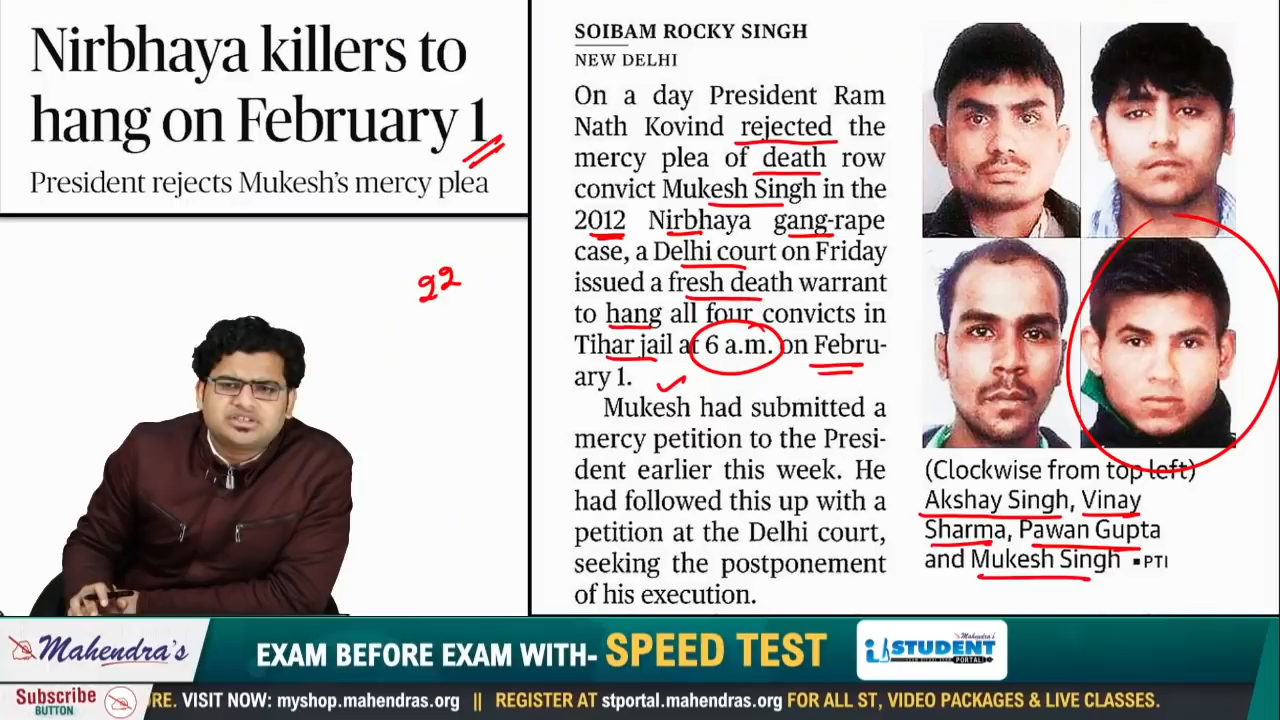 Nirbhaya killers to
hang on February 1
President rejects Mukesh's mercy plea
22
SOIBAM ROCKY SINGH
NEW DELHI
On a day President Ram
Nath Kovind rejected the
mercy plea of death row
convict Mukesh Singh in the
2012 Nirbhaya gang-rape
case, a Delhi court on Friday
issued a fresh death warrant
to hang all four convicts in
Tihar jail at 6 a.m. on Febru-
ary 1.
Mukesh had submitted a
mercy petition to the Presi-
dent earlier this week. He
had followed this up with a
petition at the Delhi court,
seeking the postponement
of his execution.
(Clockwise from top left)
Akshay Singh, Vinay
Sharma, Pawan Gupta
and Mukesh Singh ▪PTI
Mahendra's
EXAM BEFORE EXAM WITH- SPEED TEST
Mahendra's
STUDENT
PORTAL
Subscribe
BUTTON
ORE. VISIT NOW: myshop.mahendras.org || REGISTER AT stportal.mahendras.org FOR ALL ST, VIDEO PACKAGES & LIVE CLASSES.